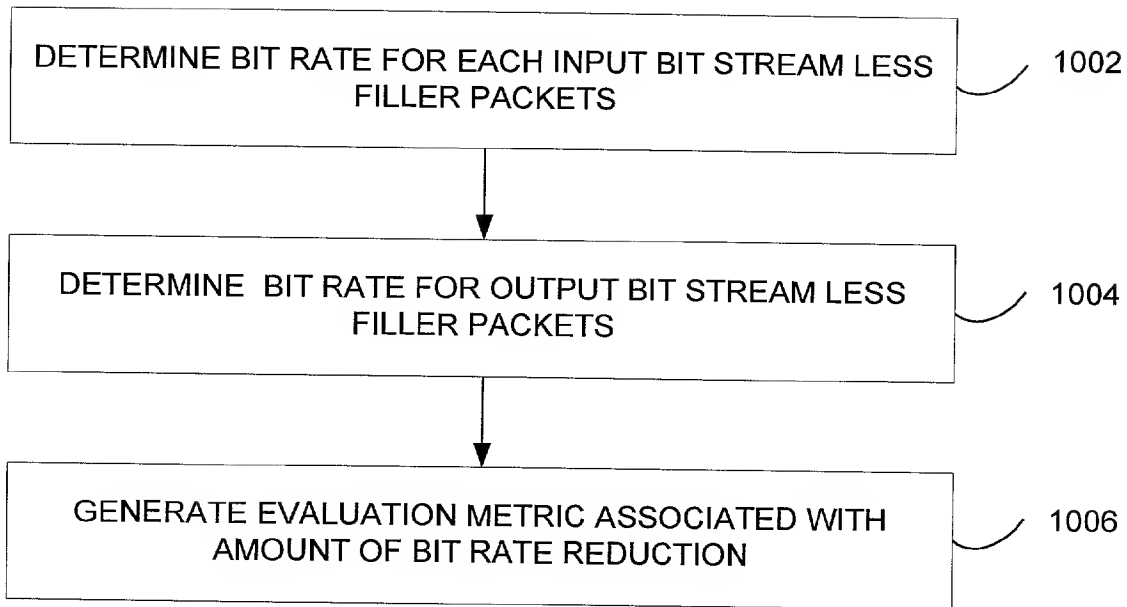 DETERMINE BIT RATE FOR EACH INPUT BIT STREAM LESS
FILLER PACKETS
1002
DETERMINE BIT RATE FOR OUTPUT BIT STREAM LESS
FILLER PACKETS
1004
GENERATE EVALUATION METRIC ASSOCIATED WITH
AMOUNT OF BIT RATE REDUCTION
1006